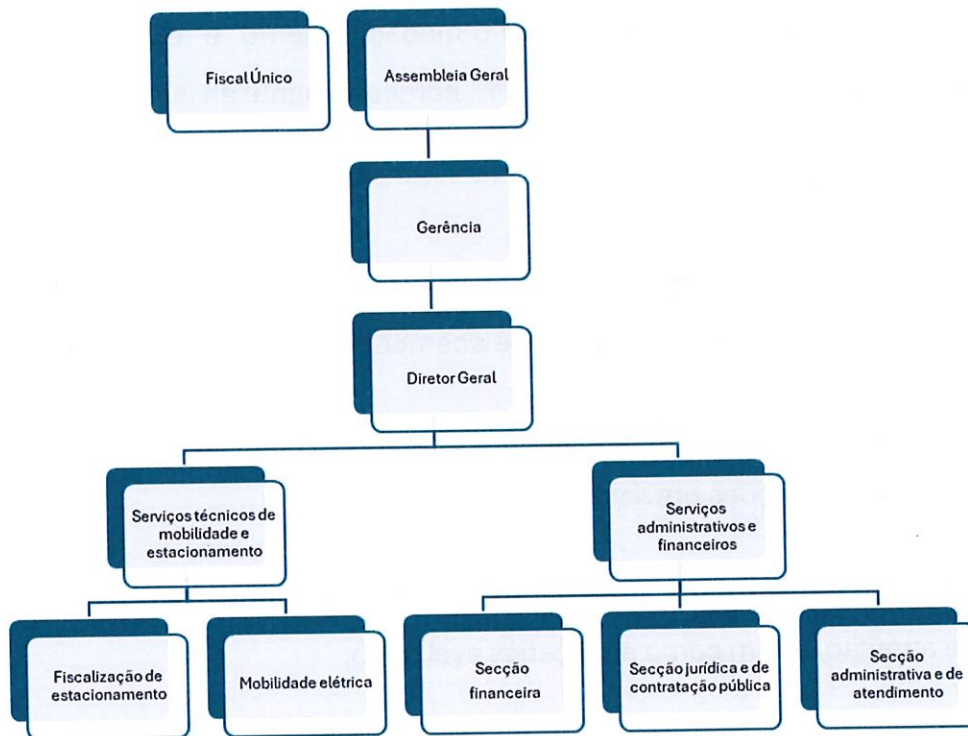 Fiscal Único
Assembleia Geral
Gerência
Diretor Geral
Serviços técnicos de
mobilidade e
estacionamento
Serviços
administrativos e
financeiros
Fiscalização de
estacionamento
Mobilidade elétrica
Secção
financeira
Secção jurídica e de
contratação pública
Secção
administrativa e de
atendimento